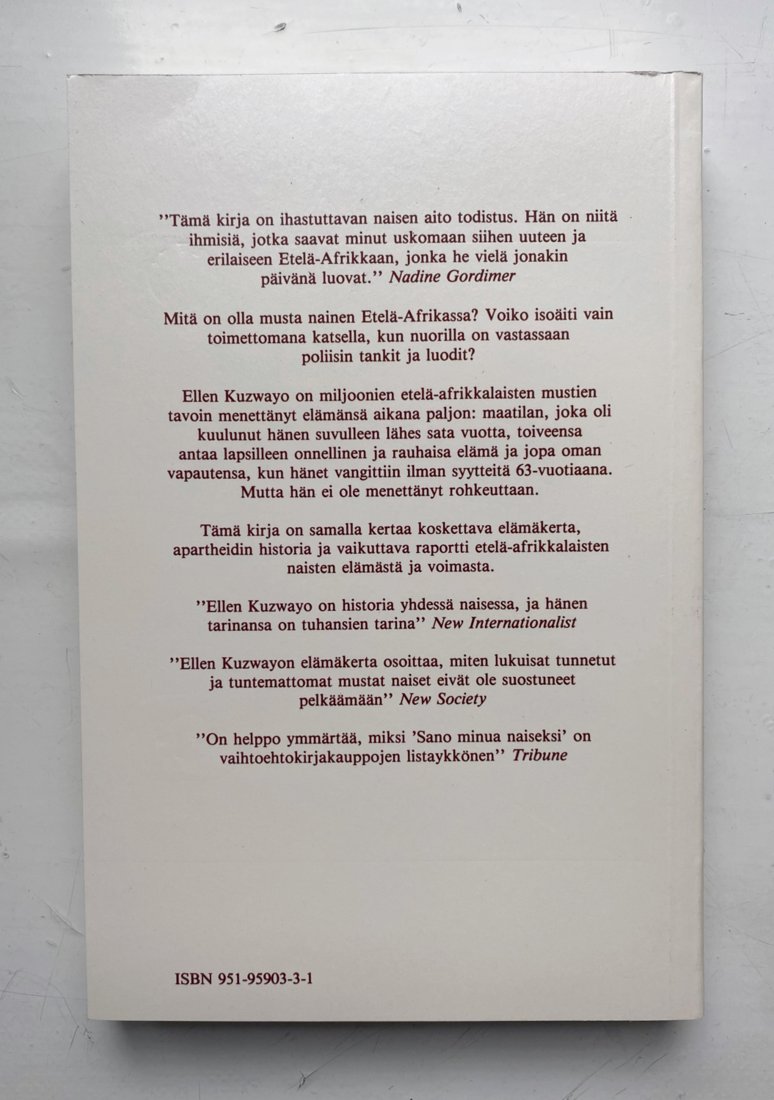 ''Tämä kirja on ihastuttavan naisen aito todistus. Hän on niitä
ihmisiä, jotka saavat minut uskomaan siihen uuteen ja
erilaiseen Etelä-Afrikkaan, jonka he vielä jonakin
päivänä luovat.'' Nadine Gordimer
Mitä on olla musta nainen Etelä-Afrikassa? Voiko isoäiti vain
toimettomana katsella, kun nuorilla on vastassaan
poliisin tankit ja luodit?
Ellen Kuzwayo on miljoonien etelä-afrikkalaisten mustien
tavoin menettänyt elämänsä aikana paljon: maatilan, joka oli
kuulunut hänen suvulleen lähes sata vuotta, toiveensa
antaa lapsilleen onnellinen ja rauhaisa elämä ja jopa oman
vapautensa, kun hänet vangittiin ilman syytteitä 63-vuotiaana.
Mutta hän ei ole menettänyt rohkeuttaan.
Tämä kirja on samalla kertaa koskettava elämäkerta,
apartheidin historia ja vaikuttava raportti etelä-afrikkalaisten
naisten elämästä ja voimasta.
''Ellen Kuzwayo on historia yhdessä naisessa, ja hänen
tarinansa on tuhansien tarina'' New Internationalist
''Ellen Kuzwayon elämäkerta osoittaa, miten lukuisat tunnetut
ja tuntemattomat mustat naiset eivät ole suostuneet
pelkäämään'' New Society
''On helppo ymmärtää, miksi 'Sano minua naiseksi' on
vaihtoehtokirjakauppojen listaykkönen'' Tribune
ISBN 951-95903-3-1